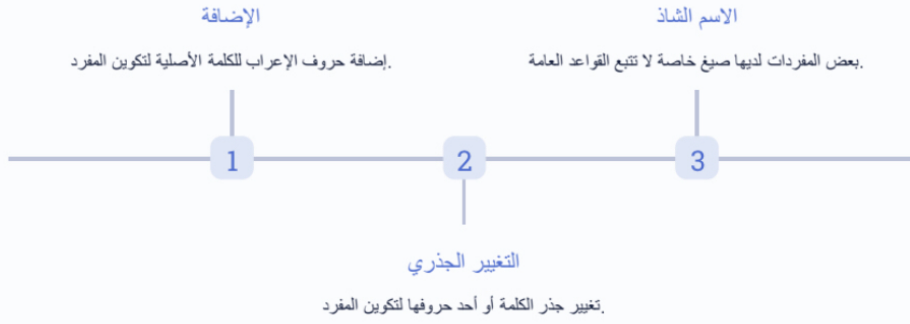 الإضافة
إضافة حروف الإعراب للكلمة الأصلية لتكوين المفرد.
1
التغيير الجذري
تغيير جذر الكلمة أو أحد حروفها لتكوين المفرد.
2
الاسم الشاذ
بعض المفردات لديها صيغ خاصة لا تتبع القواعد العامة.
3